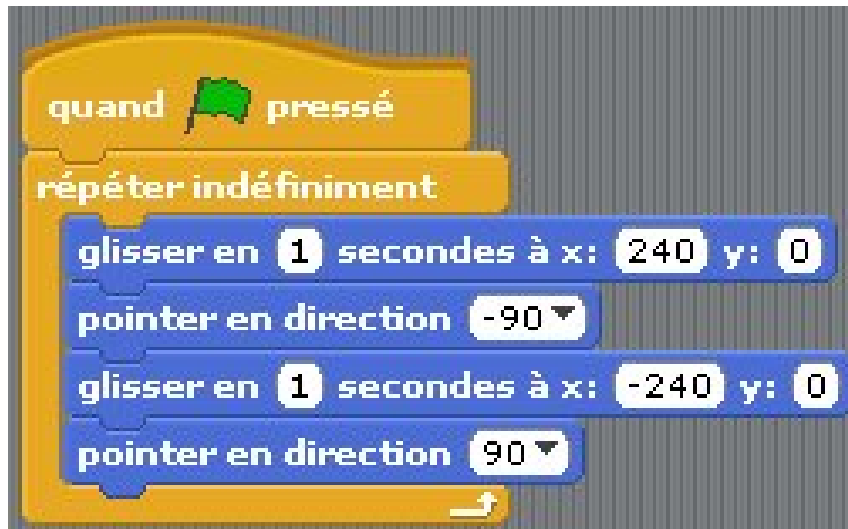 quand pressé
répéter indéfiniment
glisser en 1 secondes à x: 240 y: 0
pointer en direction -90
glisser en 1 secondes à x: -240 y: 0
pointer en direction 90